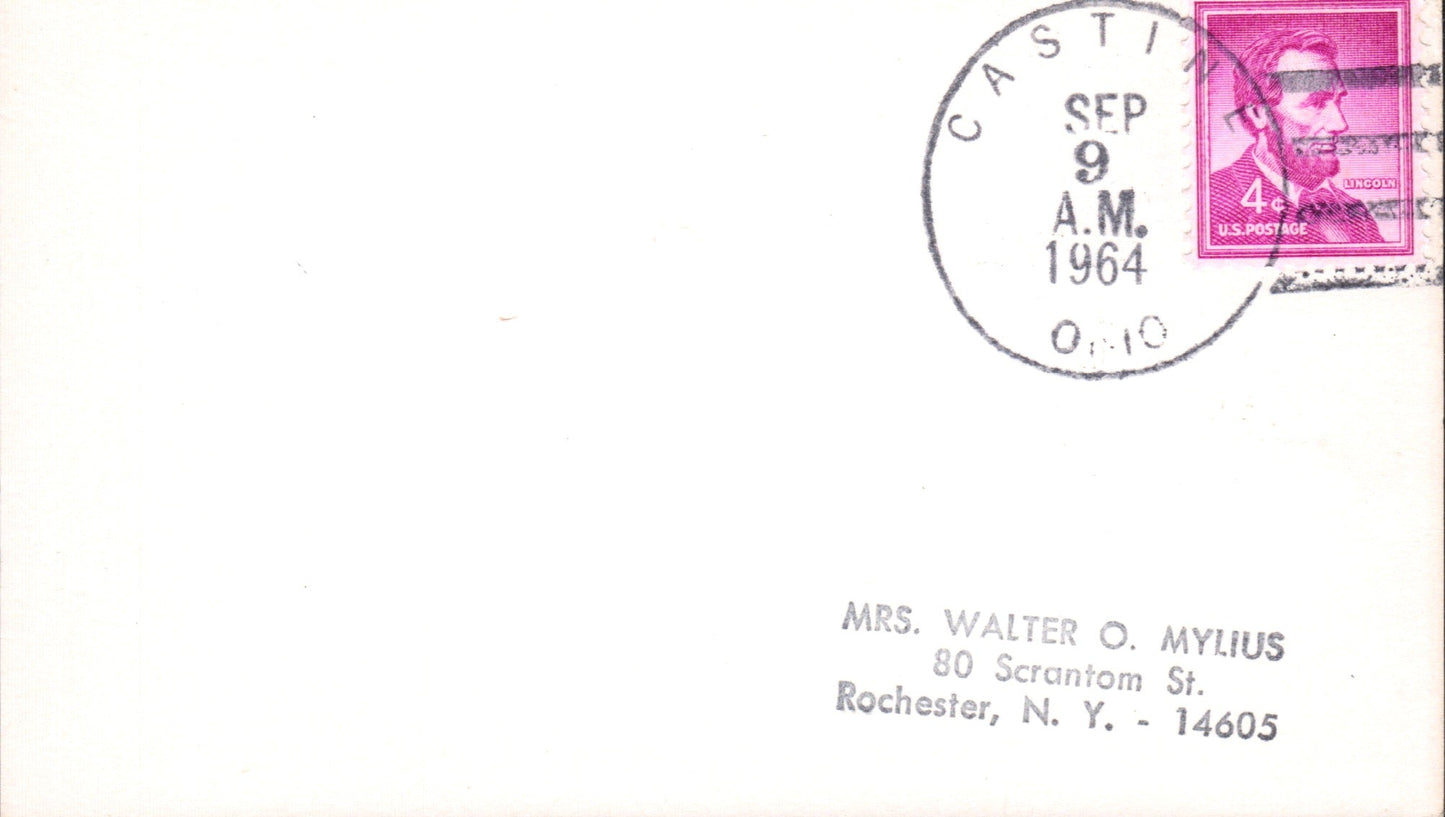 CASTINE
SEP
9
A.M.
1964
OHIO
LINCOLN
4¢
U.S. POSTAGE
MRS. WALTER O. MYLIUS
80 Scrantom St.
Rochester, N. Y. - 14605